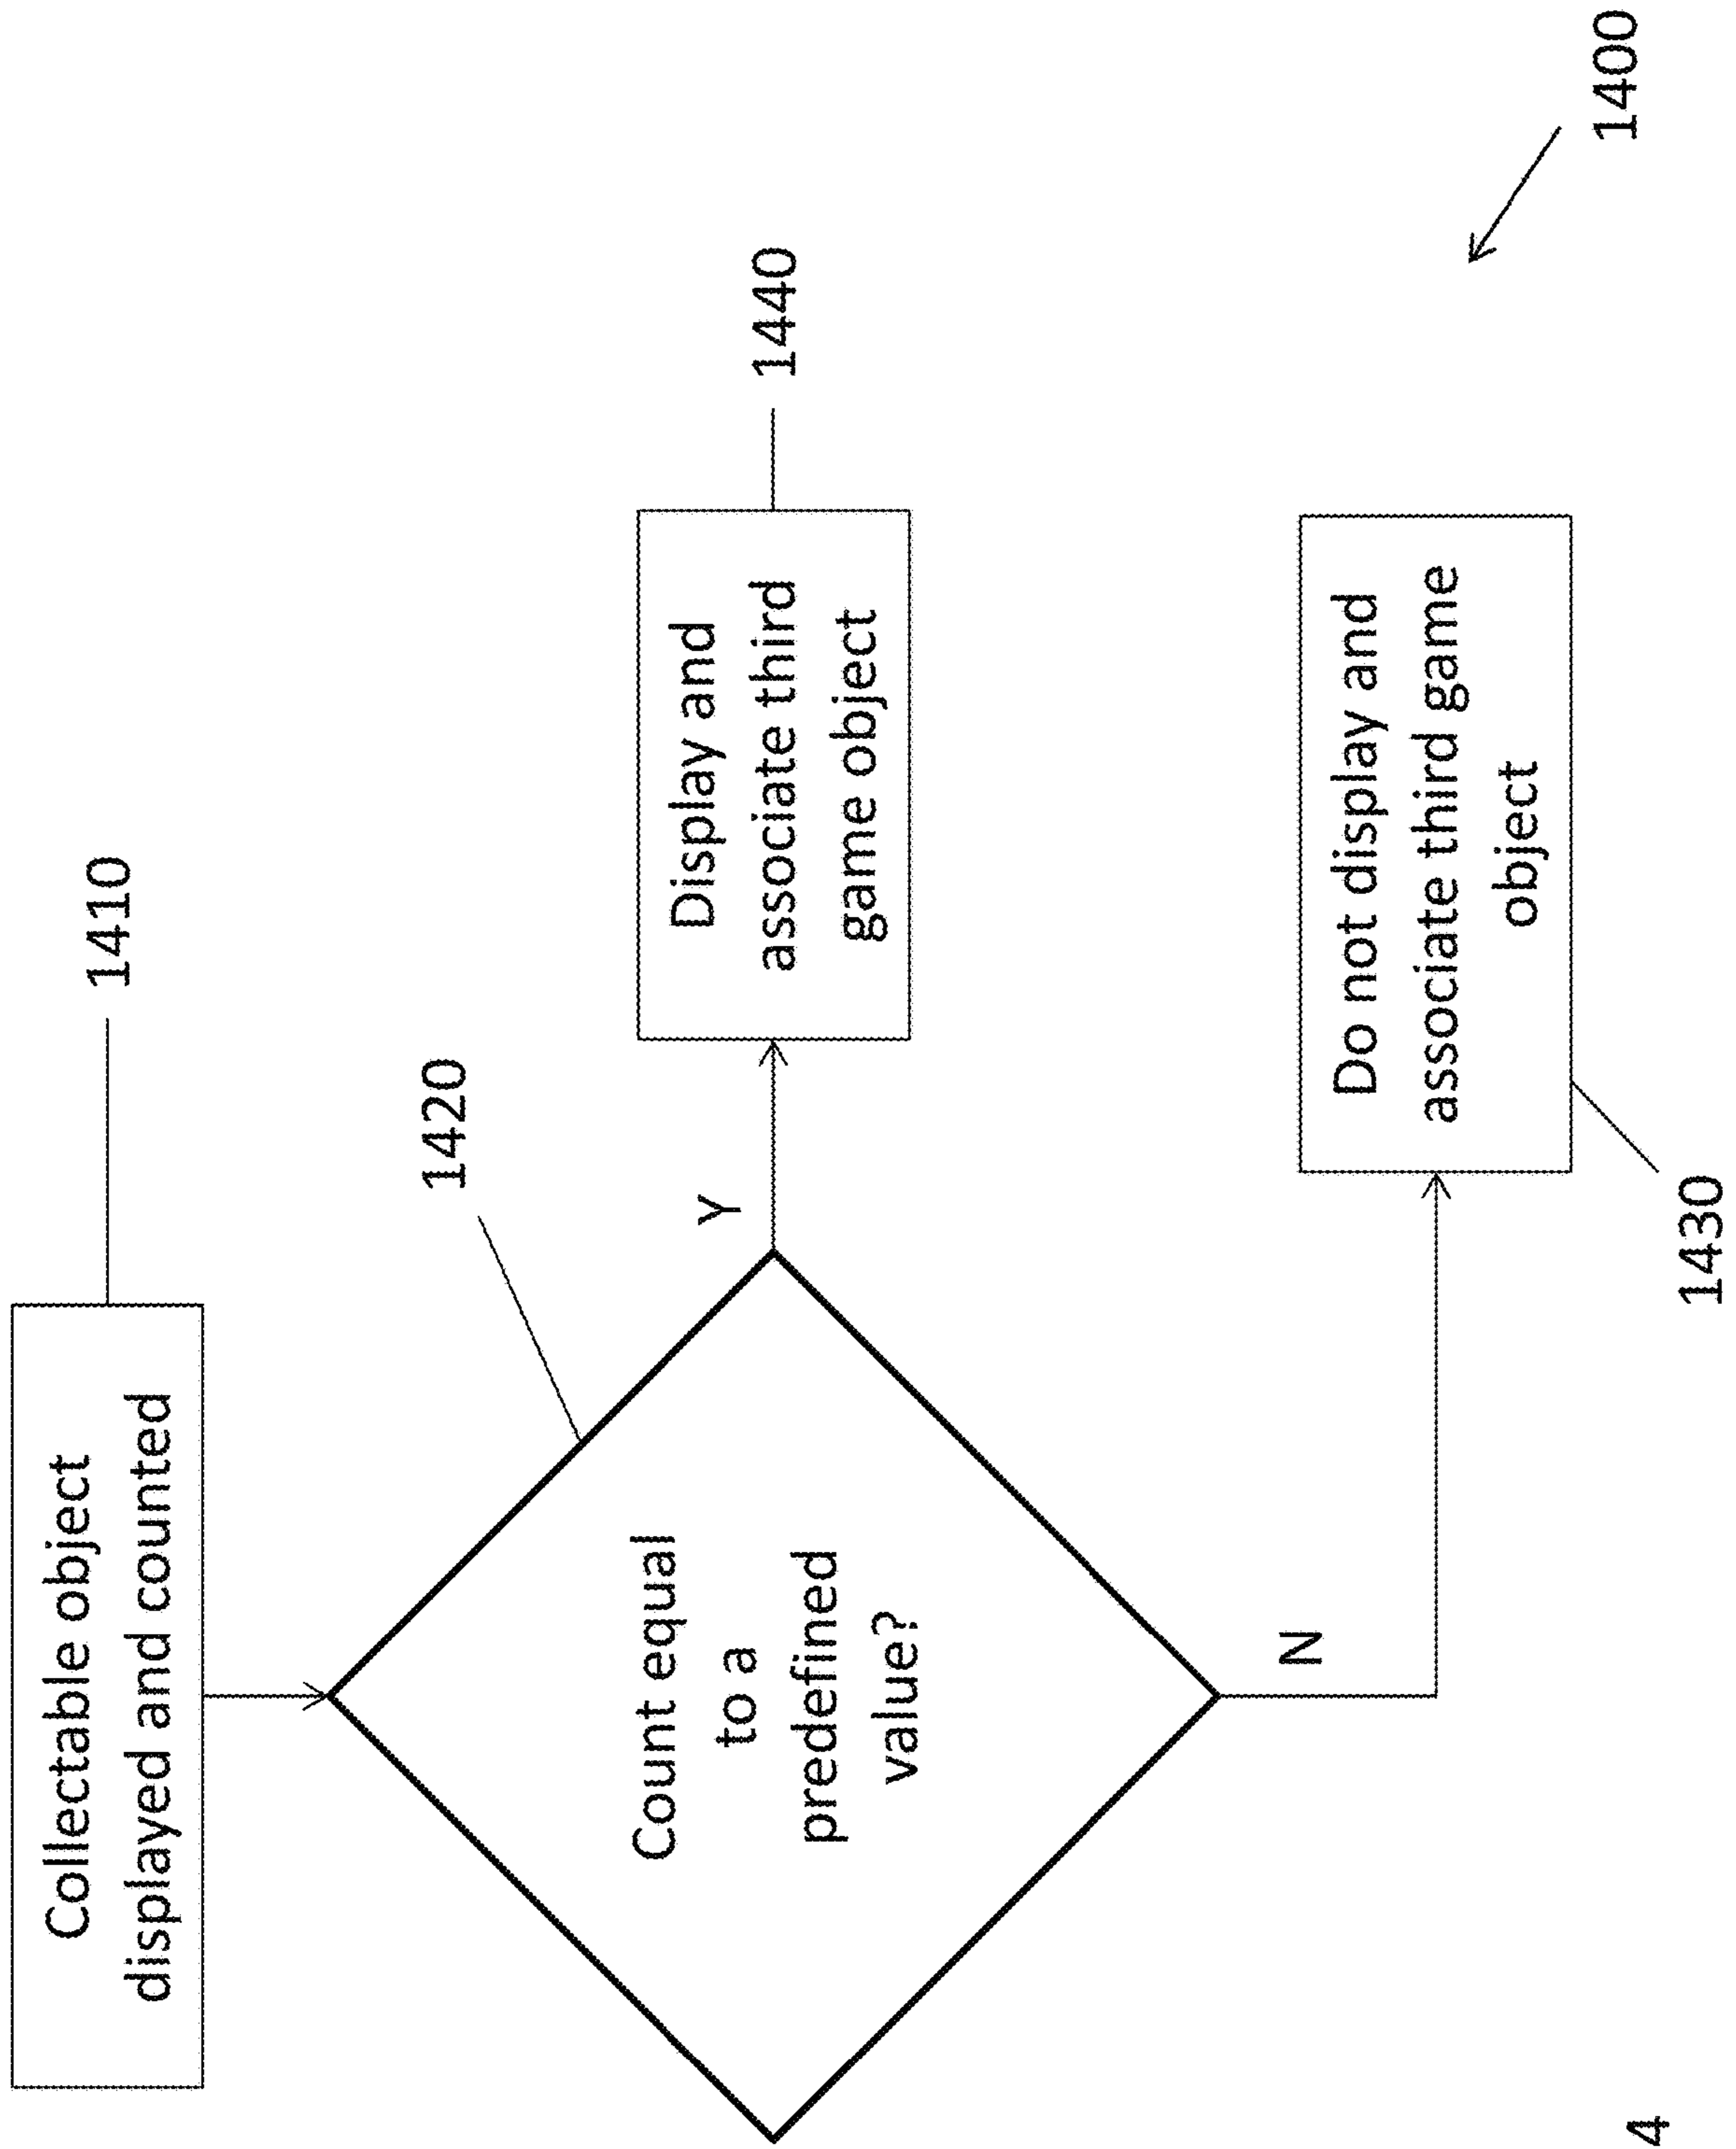 Collectable object
displayed and counted
1410
1420
Count equal
to a
predefined
value?
Y
Display and
associate third
game object
1440
N
Do not display and
associate third game
object
1430
1400
4